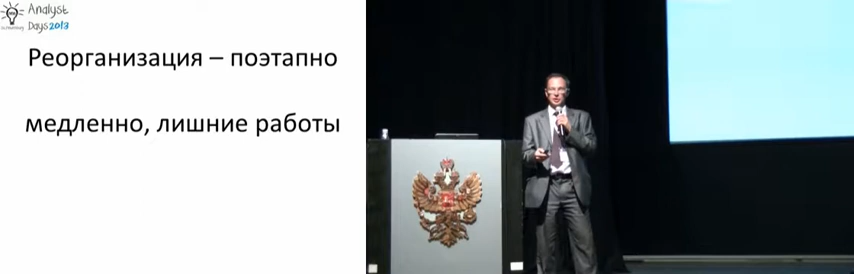 Analyst
Days 2013
Реорганизация – поэтапно
медленно, лишние работы